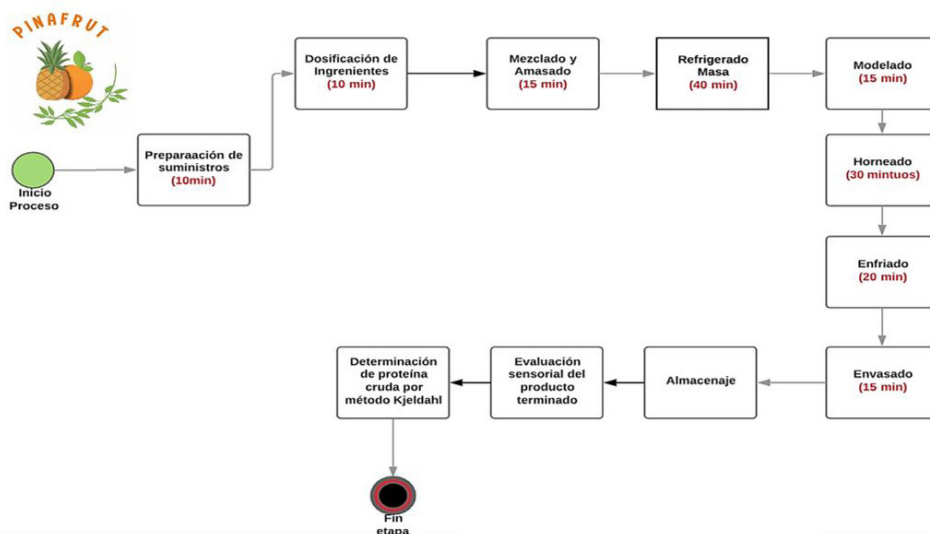 PINAFRUT
Inicio
Proceso
Preparaación de
suministros
(10min)
Dosificación de
Ingrenientes
(10 min)
Mezclado y
Amasado
(15 min)
Refrigerado
Masa
(40 min)
Modelado
(15 min)
Horneado
(30 mintuos)
Enfriado
(20 min)
Envasado
(15 min)
Almacenaje
Evaluación
sensorial del
producto
terminado
Determinación
de proteína
cruda por
método Kjeldahl
Fin
etapa